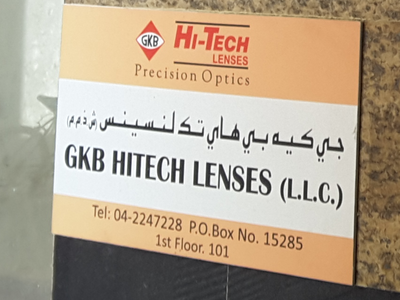 GKB HI-TECH
LENSES
Precision Optics
جي كيه بي هاي تك لنسينس (ش.ذ.م.م)
GKB HITECH LENSES (L.L.C.)
Tel: 04-2247228 P.O.Box No. 15285
1st Floor. 101